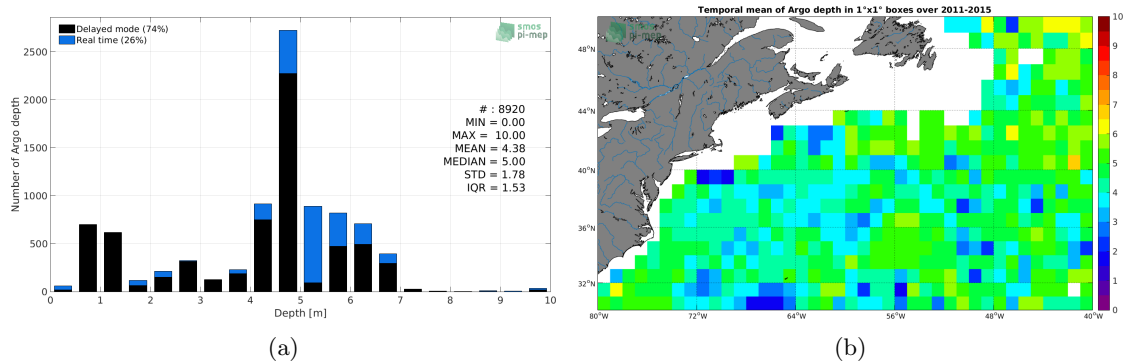 Delayed mode (74%)
Real time (26%)
smos
pi-mep
# : 8920
MIN = 0.00
MAX = 10.00
MEAN = 4.38
MEDIAN = 5.00
STD = 1.78
IQR = 1.53
Number of Argo depth
2500
2000
1500
1000
500
0
0 1 2 3 4 5 6 7 8 9 10
Depth [m]
(a)
Temporal mean of Argo depth in 1°x1° boxes over 2011-2015
smos
pi-mep
48°N
44°N
40°N
36°N
32°N
80°W 72°W 64°W 56°W 48°W 40°W
10
9
8
7
6
5
4
3
2
1
0
(b)